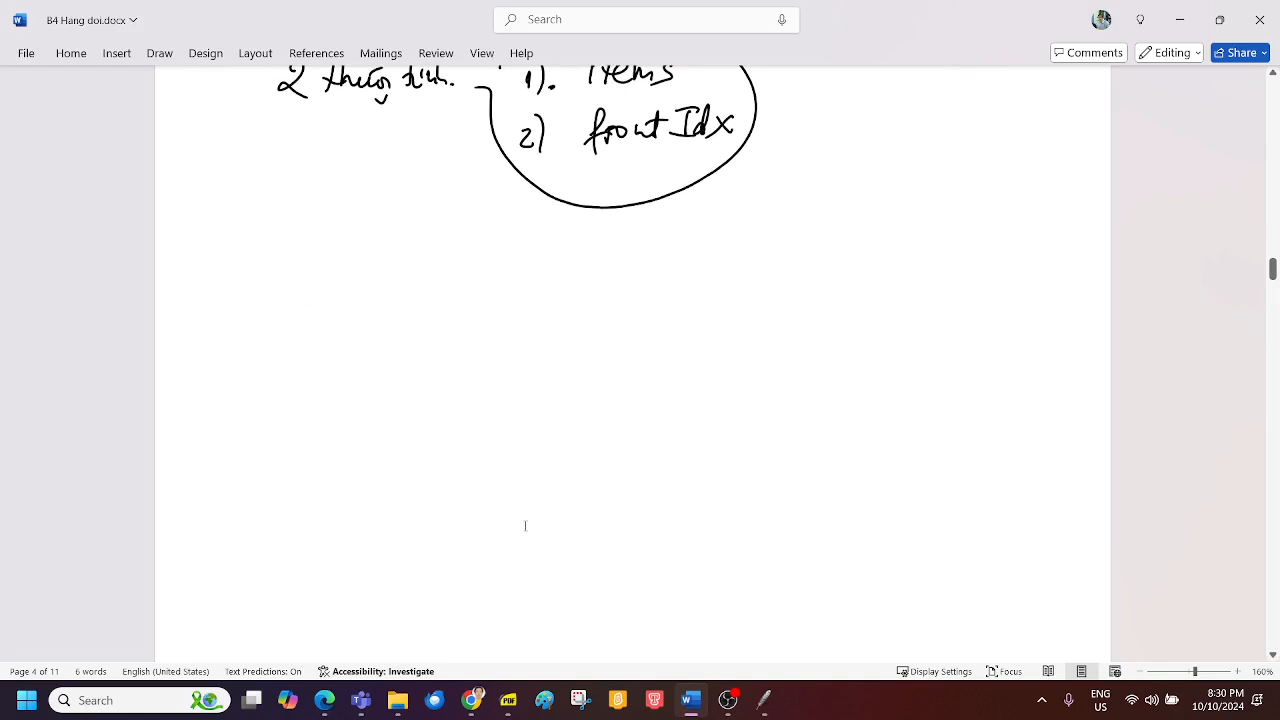 B4 Hang doi.docx
Search
File Home Insert Draw Design Layout References Mailings Review View Help
Comments Editing Share
2 thuộc tính. 1). items
2) frontIdx
Page 4 of 11 6 words English (United States) Text Predictions: On Accessibility: Investigate
Display Settings Focus 160%
Search PDF
ENG US
8:30 PM
10/10/2024